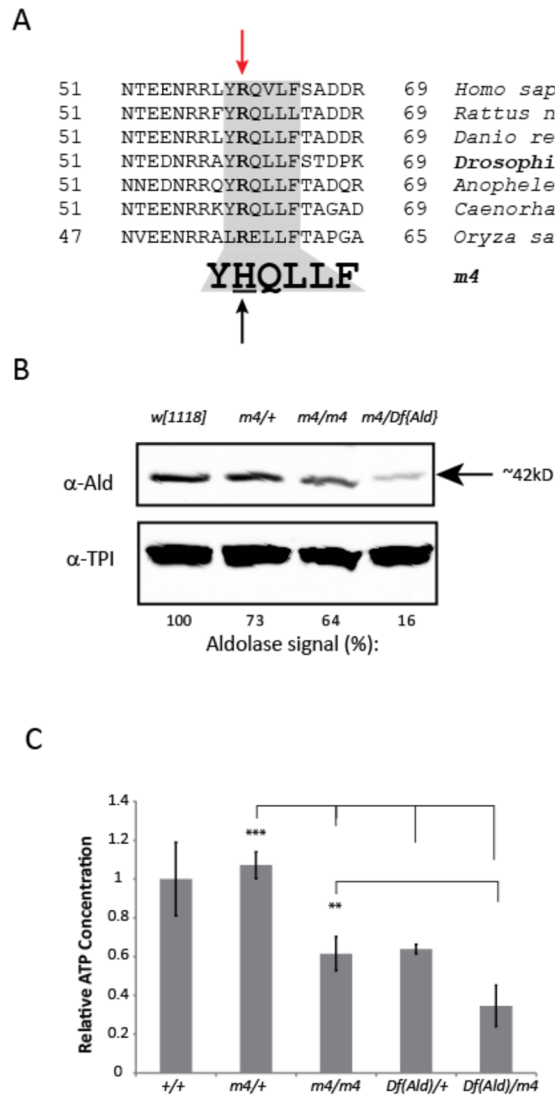 A
51 NTEENRRLYRQVLFSADDR 69 Homo sap
51 NTEENRRFYRQLLLTADDR 69 Rattus n
51 NTEENRRLYRQLLFTADDR 69 Danio re
51 NTEDNRRAYRQLLFSTDPK 69 Drosophi
51 NNEDNRRQYRQLLFTADQR 69 Anophele
51 NTEENRRKYRQLLFTAGAD 69 Caenorha
47 NVEENRRALRELLFTAPGA 65 Oryza sa
YHQLLF m4
B
w[1118] m4/+ m4/m4 m4/Df{Ald}
α-Ald ~42kD
α-TPI
100 73 64 16
Aldolase signal (%):
C
Relative ATP Concentration
1.4
1.2
1
0.8
0.6
0.4
0.2
0
***
**
+/+ m4/+ m4/m4 Df(Ald)/+ Df(Ald)/m4